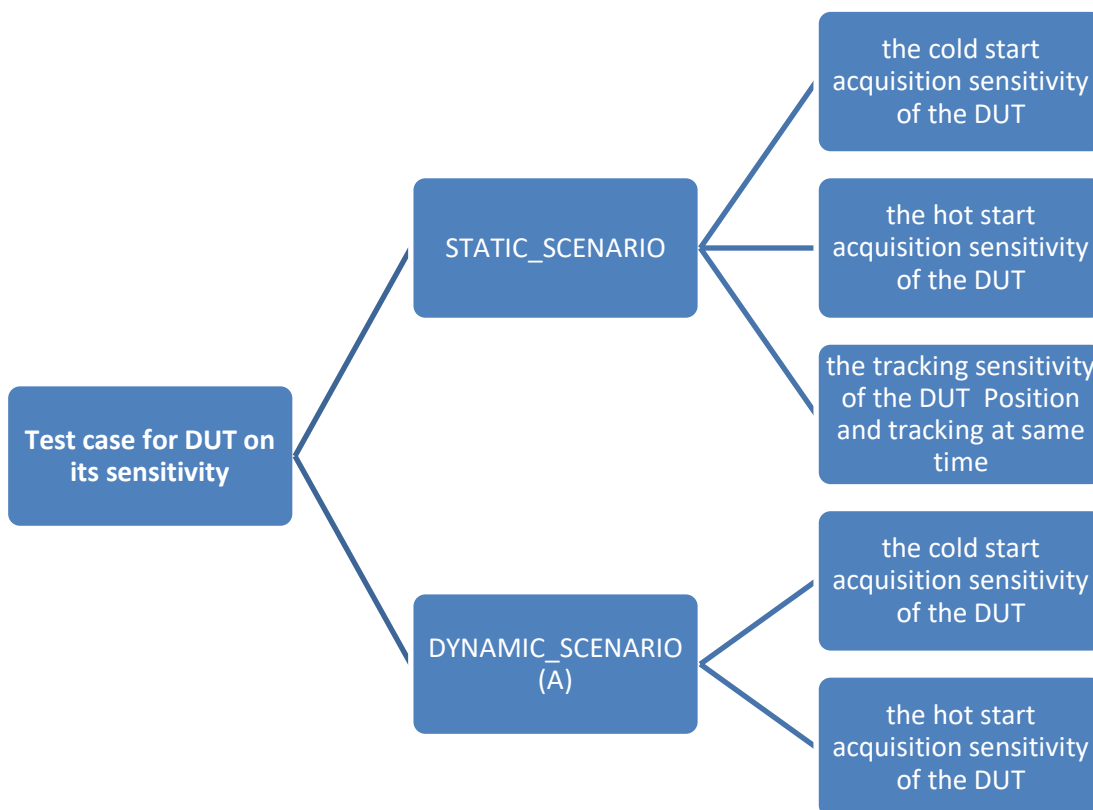 Test case for DUT on
its sensitivity
STATIC_SCENARIO
the cold start
acquisition sensitivity
of the DUT
the hot start
acquisition sensitivity
of the DUT
the tracking sensitivity
of the DUT  Position
and tracking at same
time
DYNAMIC_SCENARIO
(A)
the cold start
acquisition sensitivity
of the DUT
the hot start
acquisition sensitivity
of the DUT